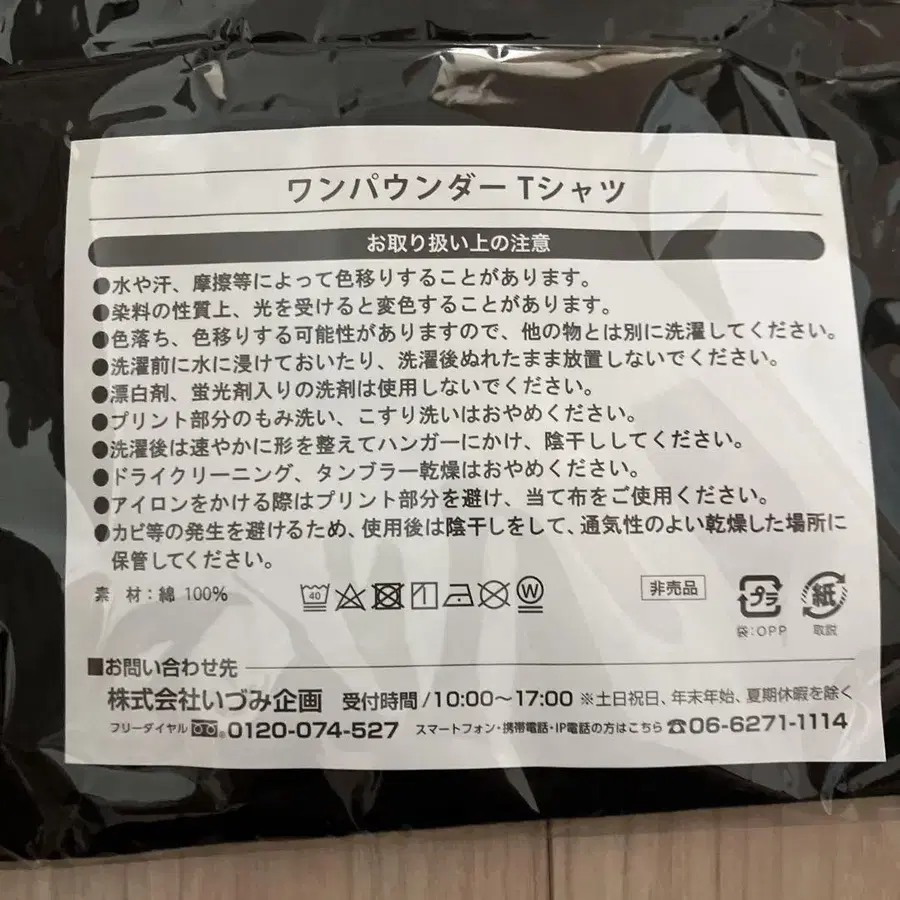 ワンパウンダー Tシャツ
お取り扱い上の注意
●水や汗、摩擦等によって色移りすることがあります。
●染料の性質上、光を受けると変色することがあります。
●色落ち、色移りする可能性がありますので、他の物とは別に洗濯してください。
●洗濯前に水に浸けておいたり、洗濯後ぬれたまま放置しないでください。
●漂白剤、蛍光剤入りの洗剤は使用しないでください。
●プリント部分のもみ洗い、こすり洗いはおやめください。
●洗濯後は速やかに形を整えてハンガーにかけ、陰干ししてください。
●ドライクリーニング、タンブラー乾燥はおやめください。
●アイロンをかける際はプリント部分を避け、当て布をご使用ください。
●カビ等の発生を避けるため、使用後は陰干しをして、通気性のよい乾燥した場所に
保管してください。
素 材：綿 100%
40
W
非売品
プラ
袋:OPP
紙
取説
■お問い合わせ先
株式会社いづみ企画 受付時間/10:00〜17:00 ※土日祝日、年末年始、夏期休暇を除く
フリーダイヤル 0120-074-527 スマートフォン・携帯電話・IP電話の方はこちら ☎06-6271-1114